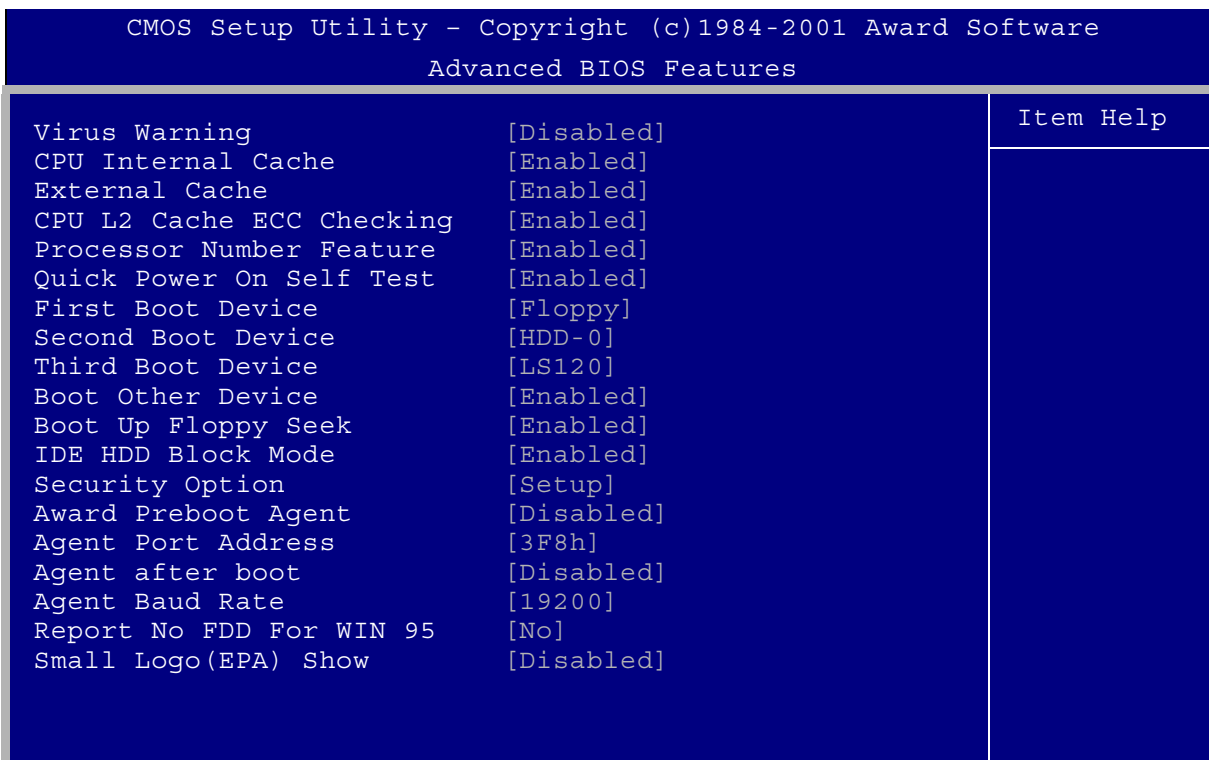 CMOS Setup Utility – Copyright (c)1984-2001 Award Software
Advanced BIOS Features
Item Help
Virus Warning [Disabled]
CPU Internal Cache [Enabled]
External Cache [Enabled]
CPU L2 Cache ECC Checking [Enabled]
Processor Number Feature [Enabled]
Quick Power On Self Test [Enabled]
First Boot Device [Floppy]
Second Boot Device [HDD-0]
Third Boot Device [LS120]
Boot Other Device [Enabled]
Boot Up Floppy Seek [Enabled]
IDE HDD Block Mode [Enabled]
Security Option [Setup]
Award Preboot Agent [Disabled]
Agent Port Address [3F8h]
Agent after boot [Disabled]
Agent Baud Rate [19200]
Report No FDD For WIN 95 [No]
Small Logo(EPA) Show [Disabled]